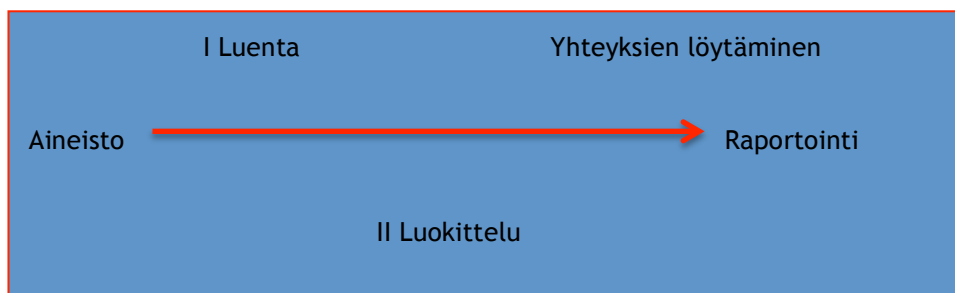 I Luenta Yhteyksien löytäminen
Aineisto Raportointi
II Luokittelu